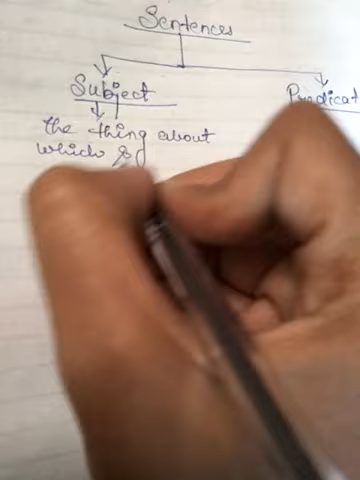 Sentences
Subject
Predicat
the thing about
which